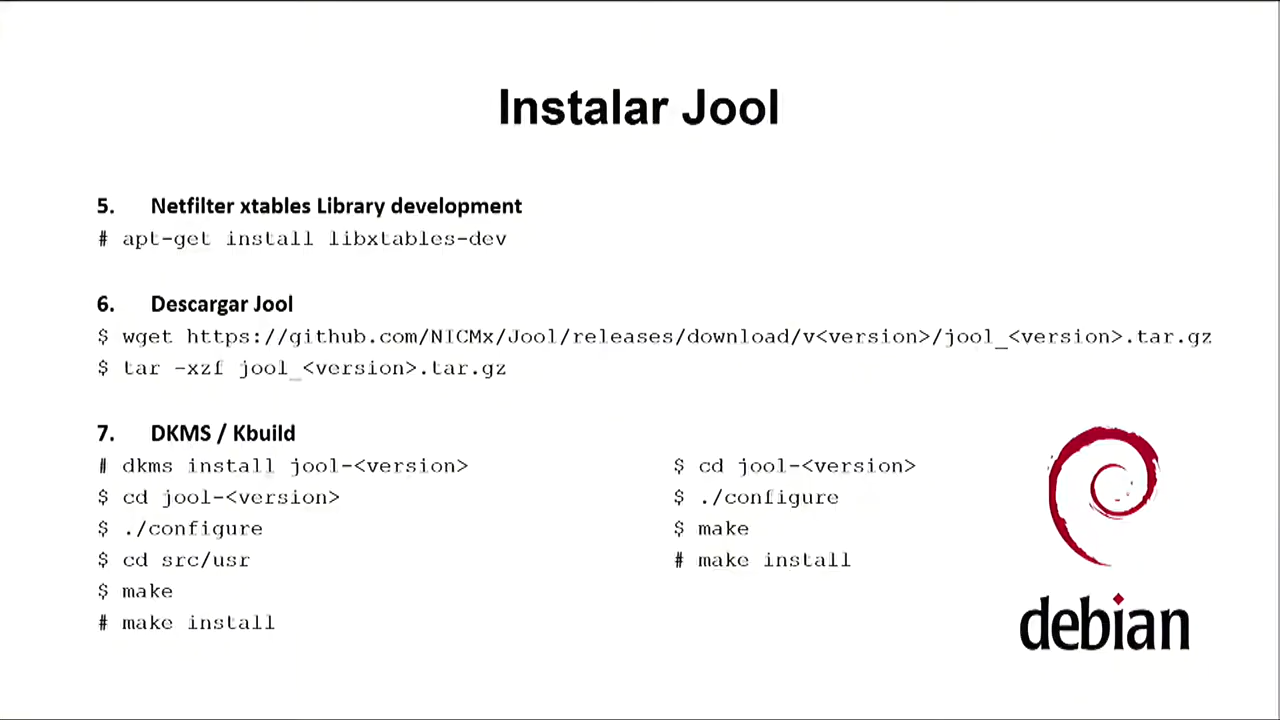 Instalar Jool
5. Netfilter xtables Library development
# apt-get install libxtables-dev
6. Descargar Jool
$ wget https://github.com/NICMx/Jool/releases/download/v<version>/jool_<version>.tar.gz
$ tar -xzf jool_<version>.tar.gz
7. DKMS / Kbuild
# dkms install jool-<version>
$ cd jool-<version>
$ ./configure
$ cd src/usr
$ make
# make install
$ cd jool-<version>
$ ./configure
$ make
# make install
debian